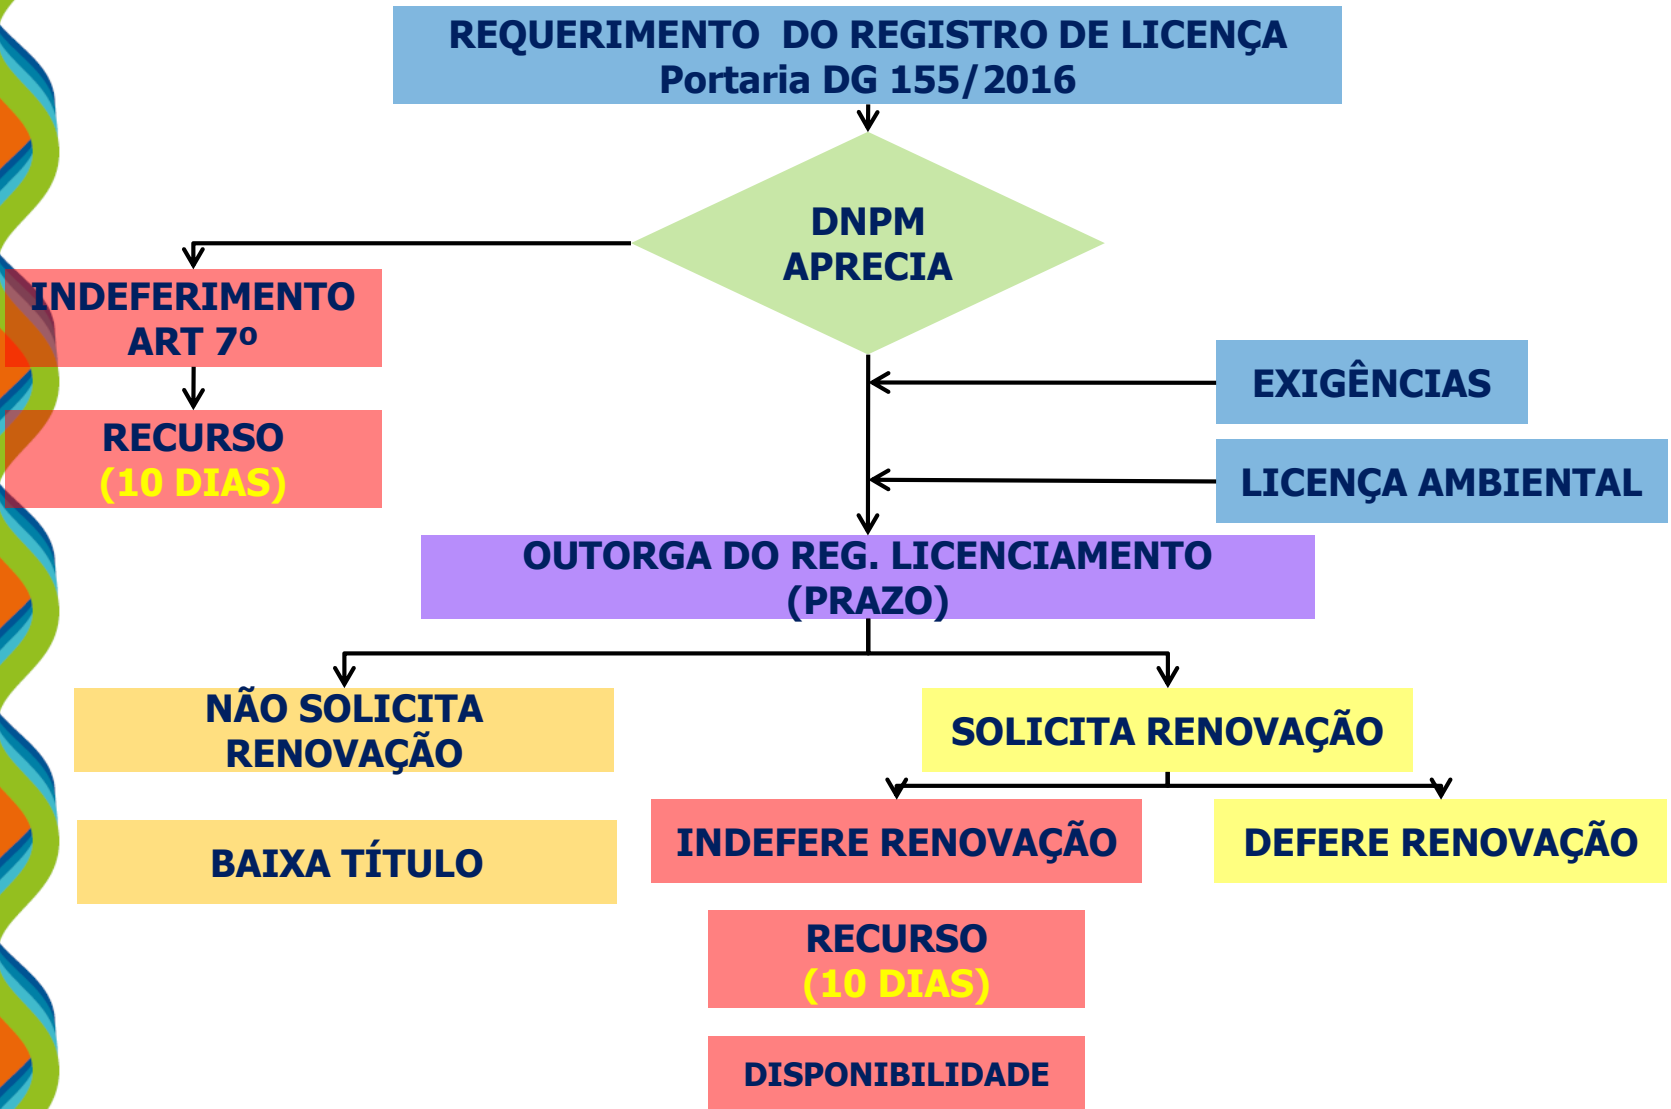 REQUERIMENTO DO REGISTRO DE LICENÇA
Portaria DG 155/2016
DNPM
APRECIA
INDEFERIMENTO
ART 7º
RECURSO
(10 DIAS)
EXIGÊNCIAS
LICENÇA AMBIENTAL
OUTORGA DO REG. LICENCIAMENTO
(PRAZO)
NÃO SOLICITA
RENOVAÇÃO
SOLICITA RENOVAÇÃO
BAIXA TÍTULO
INDEFERE RENOVAÇÃO
DEFERE RENOVAÇÃO
RECURSO
(10 DIAS)
DISPONIBILIDADE